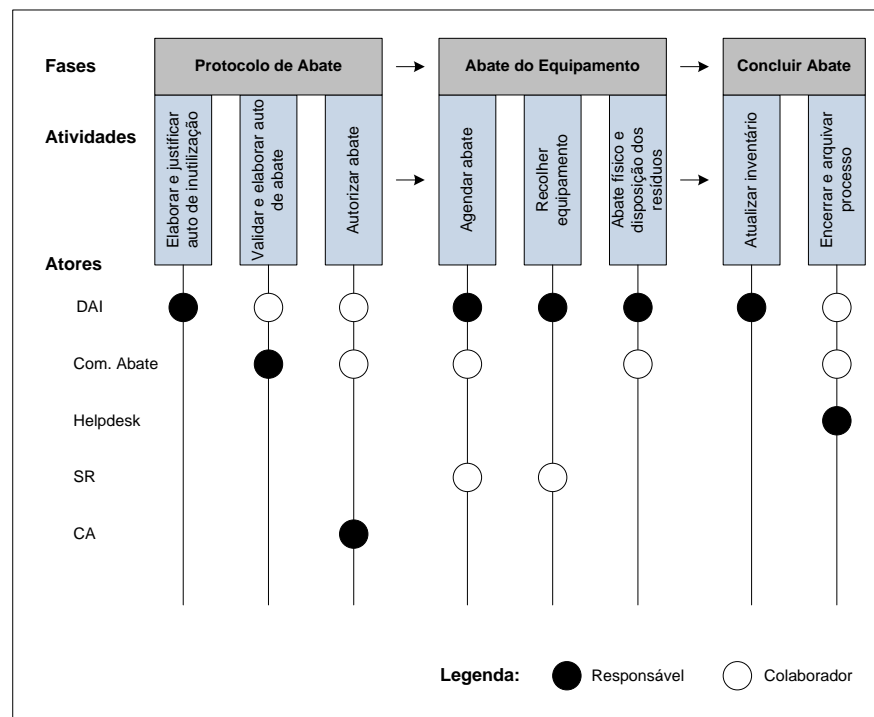 Fases
Protocolo de Abate
Abate do Equipamento
Concluir Abate
Atividades
Elaborar e justificar
auto de inutilização
Validar e elaborar auto
de abate
Autorizar abate
Agendar abate
Recolher
equipamento
Abate físico e
disposição dos
resíduos
Atualizar inventário
Encerrar e arquivar
processo
Atores
DAI
Com. Abate
Helpdesk
SR
CA
Legenda:
Responsável
Colaborador